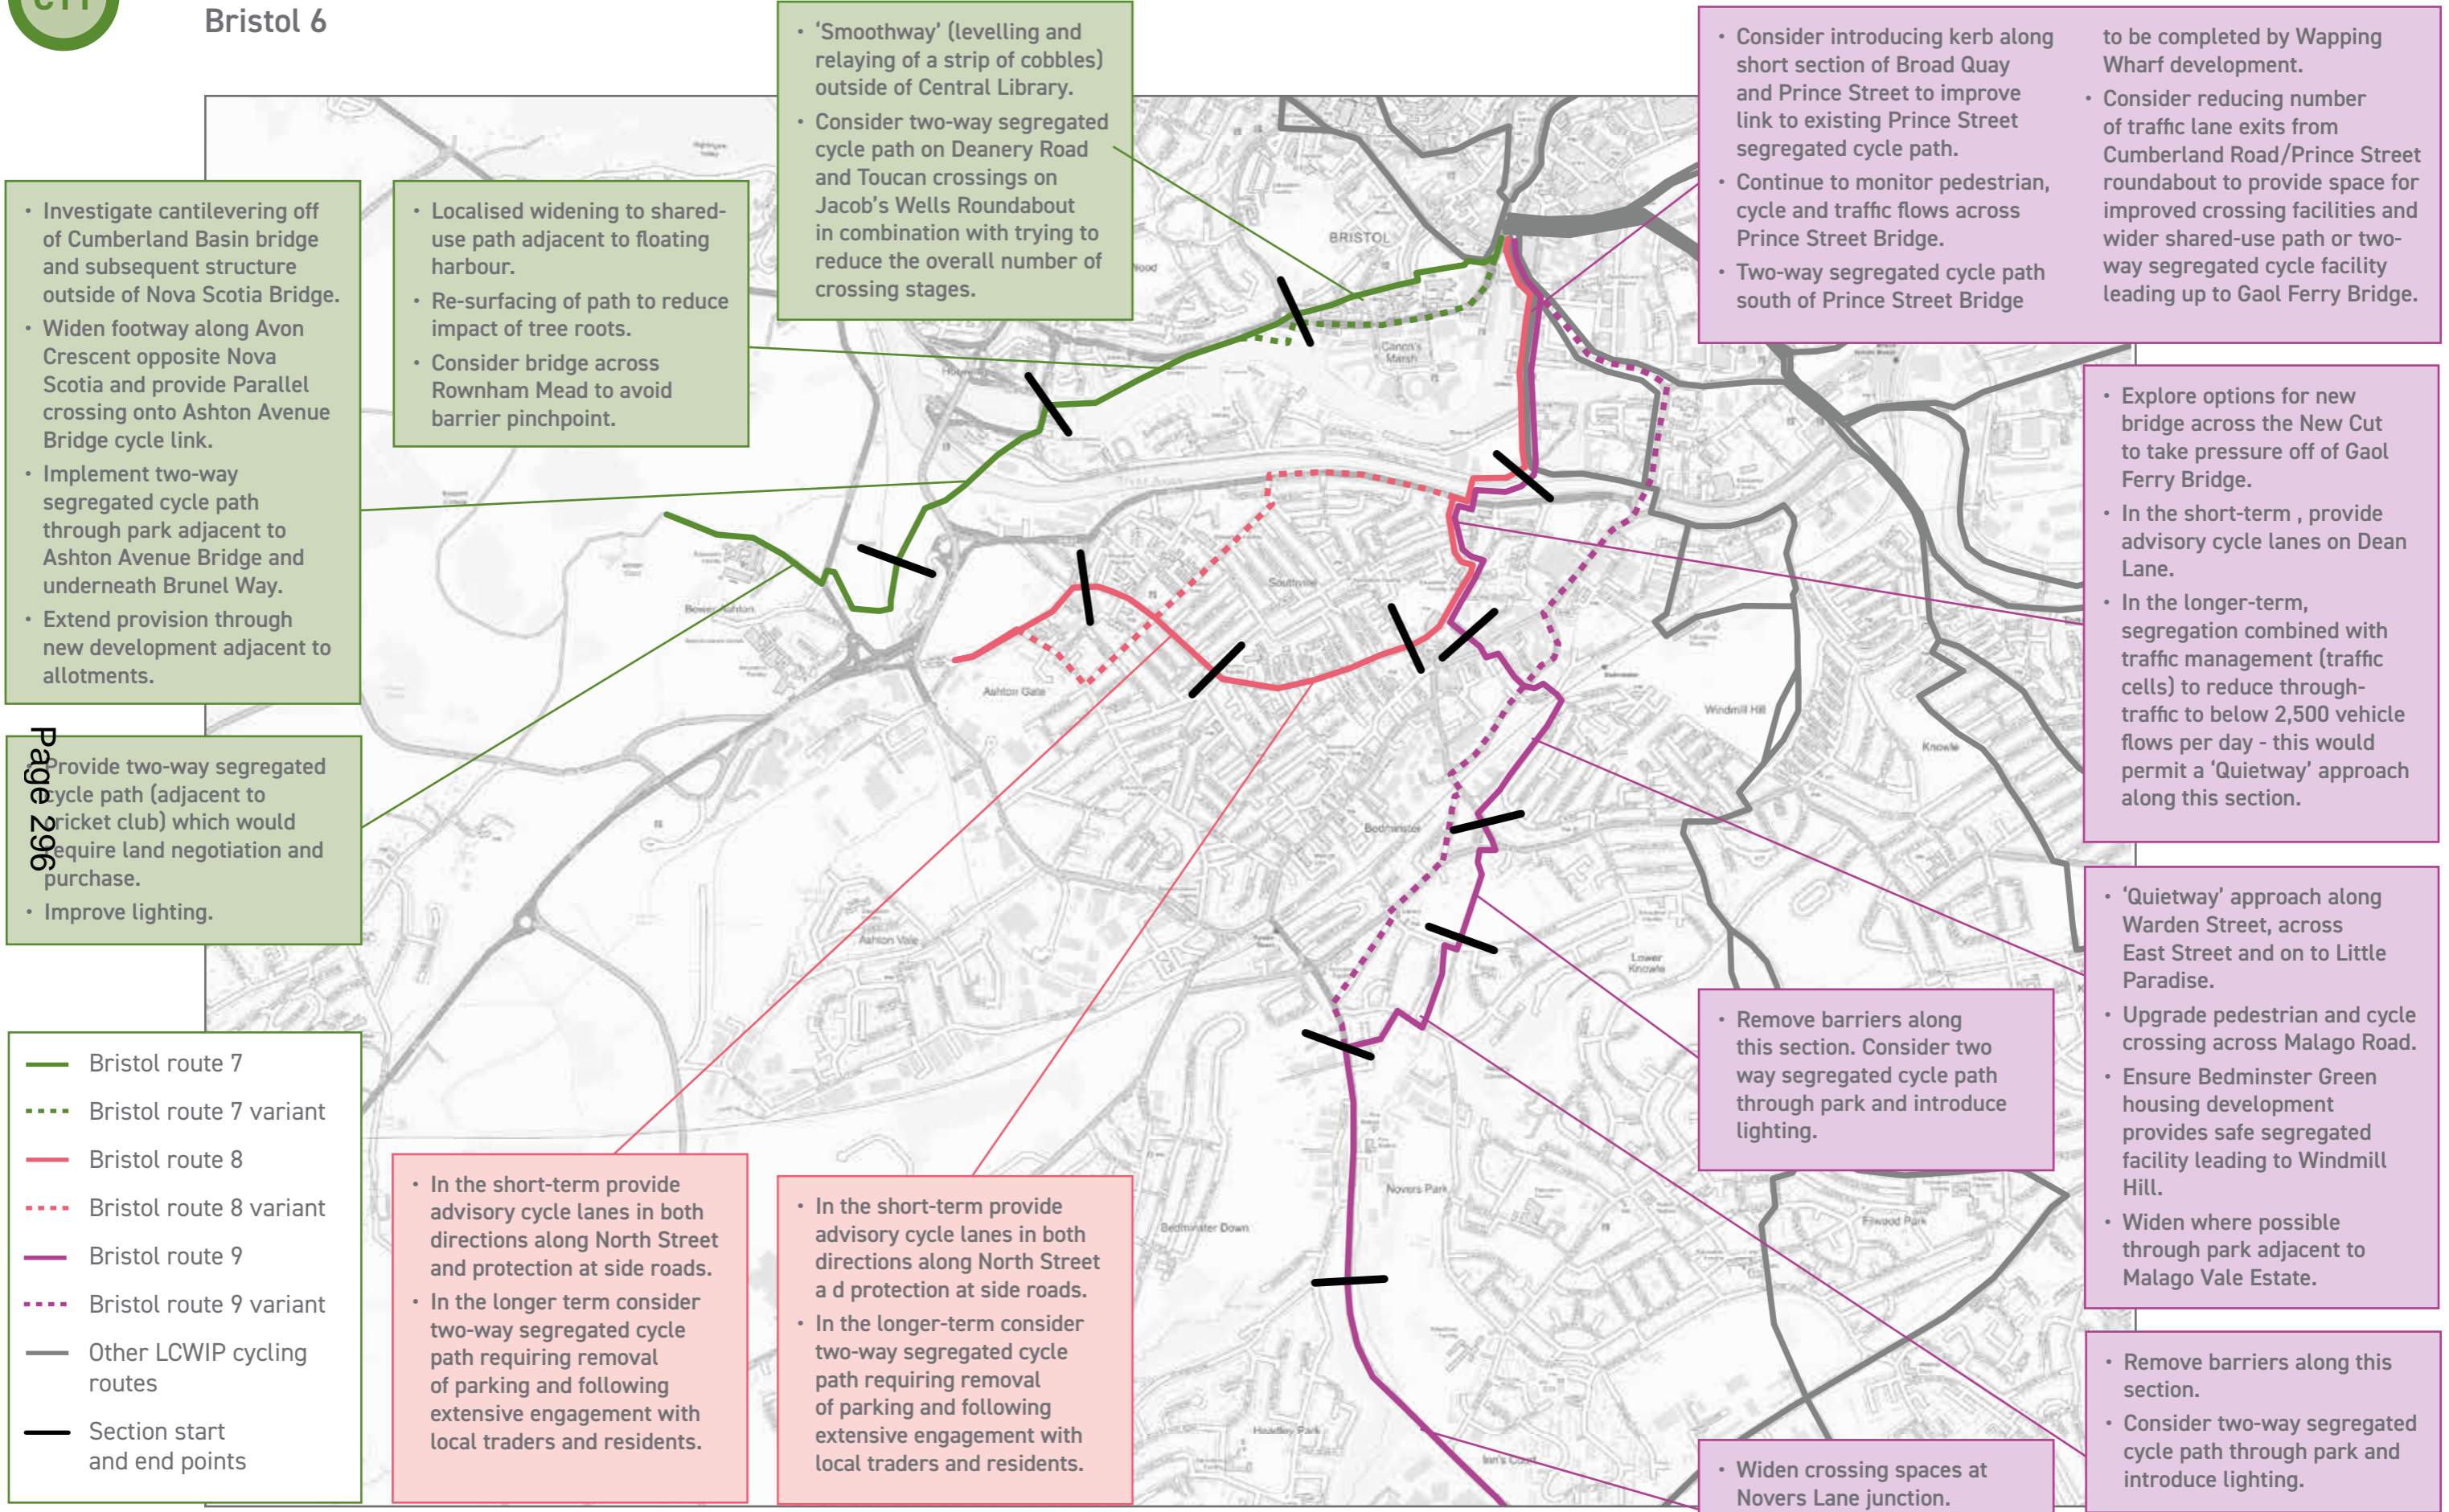 Bristol 6
• 'Smoothway' (levelling and
relaying of a strip of cobbles)
outside of Central Library.
• Consider two-way segregated
cycle path on Deanery Road
and Toucan crossings on
Jacob's Wells Roundabout
in combination with trying to
reduce the overall number of
crossing stages.
• Consider introducing kerb along
short section of Broad Quay
and Prince Street to improve
link to existing Prince Street
segregated cycle path.
• Continue to monitor pedestrian,
cycle and traffic flows across
Prince Street Bridge.
• Two-way segregated cycle path
south of Prince Street Bridge
to be completed by Wapping
Wharf development.
• Consider reducing number
of traffic lane exits from
Cumberland Road/Prince Street
roundabout to provide space for
improved crossing facilities and
wider shared-use path or two-
way segregated cycle facility
leading up to Gaol Ferry Bridge.
• Investigate cantilevering off
of Cumberland Basin bridge
and subsequent structure
outside of Nova Scotia Bridge.
• Widen footway along Avon
Crescent opposite Nova
Scotia and provide Parallel
crossing onto Ashton Avenue
Bridge cycle link.
• Implement two-way
segregated cycle path
through park adjacent to
Ashton Avenue Bridge and
underneath Brunel Way.
• Extend provision through
new development adjacent to
allotments.
• Localised widening to shared-
use path adjacent to floating
harbour.
• Re-surfacing of path to reduce
impact of tree roots.
• Consider bridge across
Rownham Mead to avoid
barrier pinchpoint.
• Explore options for new
bridge across the New Cut
to take pressure off of Gaol
Ferry Bridge.
• In the short-term , provide
advisory cycle lanes on Dean
Lane.
• In the longer-term,
segregation combined with
traffic management (traffic
cells) to reduce through-
traffic to below 2,500 vehicle
flows per day - this would
permit a 'Quietway' approach
along this section.
Page 296
Provide two-way segregated
cycle path (adjacent to
cricket club) which would
require land negotiation and
purchase.
• Improve lighting.
• 'Quietway' approach along
Warden Street, across
East Street and on to Little
Paradise.
• Upgrade pedestrian and cycle
crossing across Malago Road.
• Ensure Bedminster Green
housing development
provides safe segregated
facility leading to Windmill
Hill.
• Widen where possible
through park adjacent to
Malago Vale Estate.
• Remove barriers along
this section. Consider two
way segregated cycle path
through park and introduce
lighting.
• Remove barriers along this
section.
• Consider two-way segregated
cycle path through park and
introduce lighting.
• Widen crossing spaces at
Novers Lane junction.
• In the short-term provide
advisory cycle lanes in both
directions along North Street
and protection at side roads.
• In the longer term consider
two-way segregated cycle
path requiring removal
of parking and following
extensive engagement with
local traders and residents.
• In the short-term provide
advisory cycle lanes in both
directions along North Street
a d protection at side roads.
• In the longer-term consider
two-way segregated cycle
path requiring removal
of parking and following
extensive engagement with
local traders and residents.
Bristol route 7
Bristol route 7 variant
Bristol route 8
Bristol route 8 variant
Bristol route 9
Bristol route 9 variant
Other LCWIP cycling
routes
Section start
and end points
BRISTOL
Canon's
Marsh
Southville
Bower Ashton
Ashton Gate
Windmill Hill
Knowle
Bedminster
Ashton Vale
Lower
Knowle
Novers Park
Bedminster Down
Filwood Park
Headley Park
Inn's Court